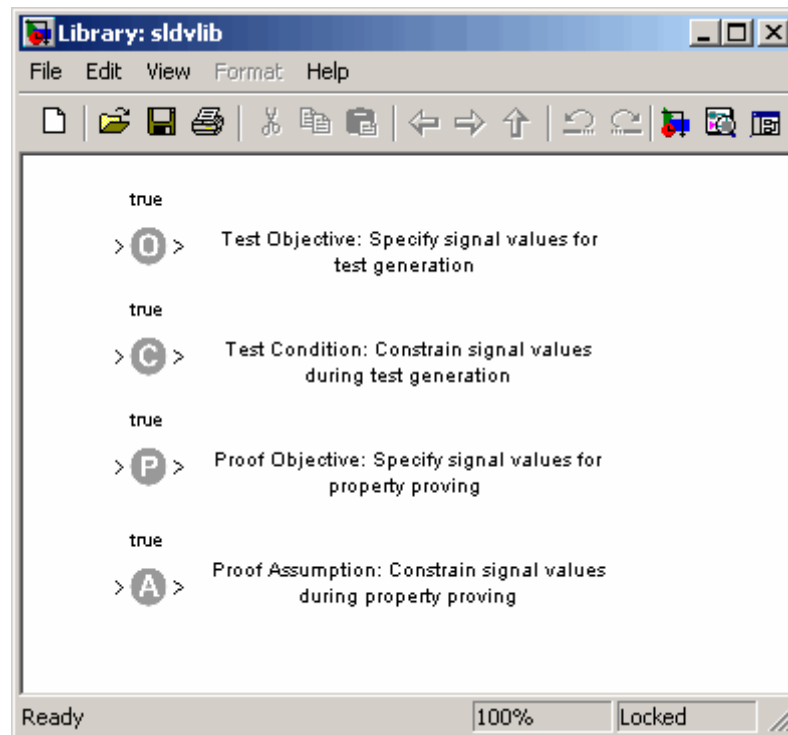 Library: sldvlib
File Edit View Format Help
true
O
Test Objective: Specify signal values for
test generation
true
C
Test Condition: Constrain signal values
during test generation
true
P
Proof Objective: Specify signal values for
property proving
true
A
Proof Assumption: Constrain signal values
during property proving
Ready 100% Locked